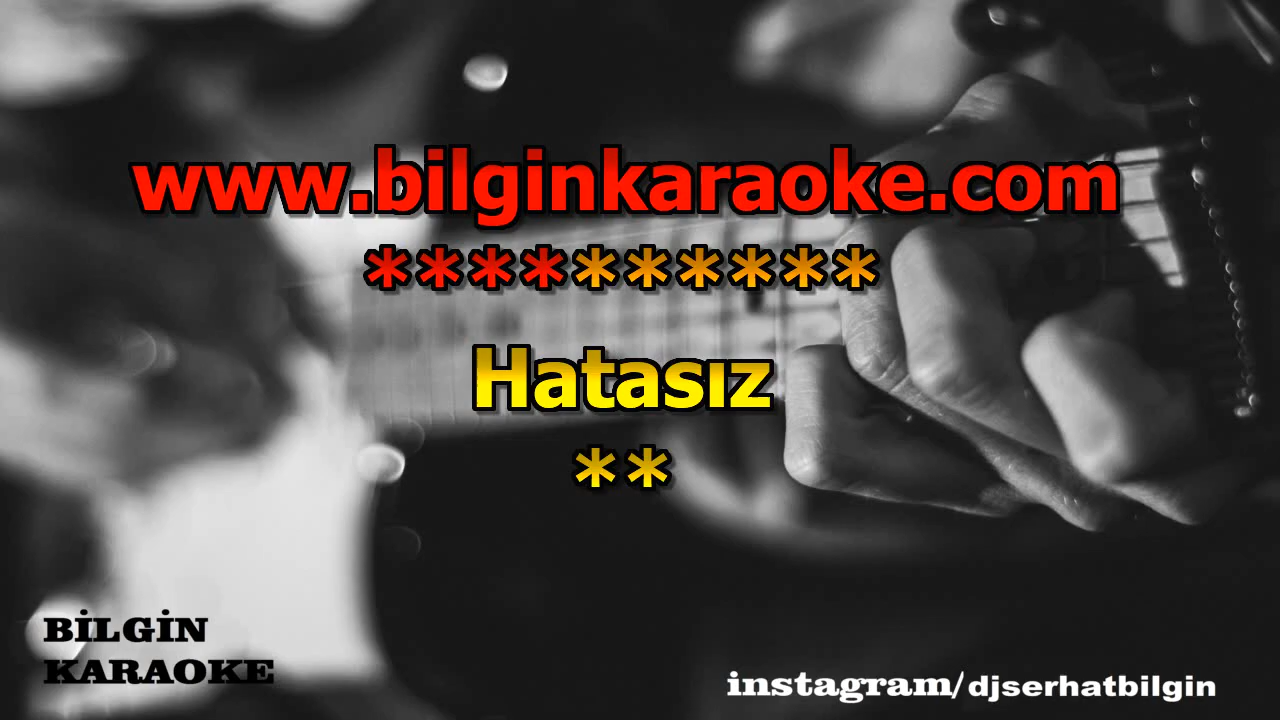 www.bilginkaraoke.com
**********
Hatasız
**
BİLGİN
KARAOKE
instagram/djserhatbilgin